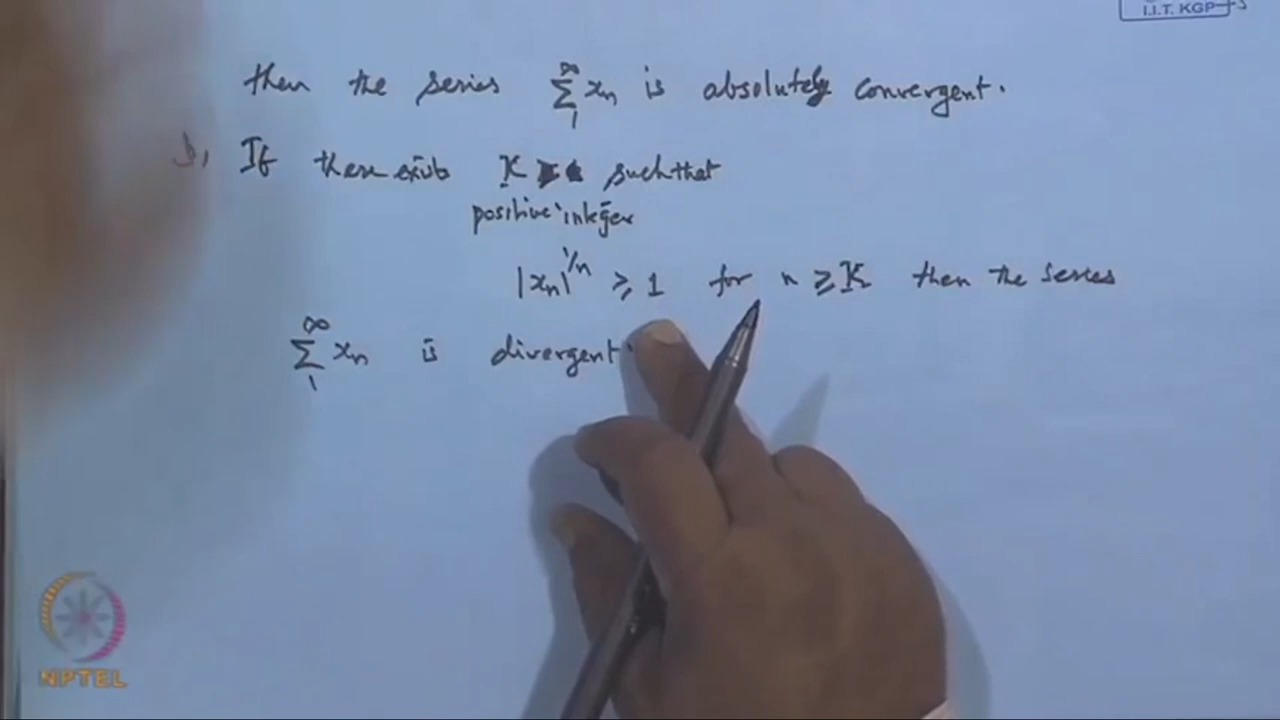 I.I.T. KGP
then the series ∑₁^∞ xn is absolutely convergent.
b, If there exists K such that
positive integer
|xn|^1/n ≥ 1 for n ≥ K then the series
∑₁^∞ xn is divergent.
NPTEL